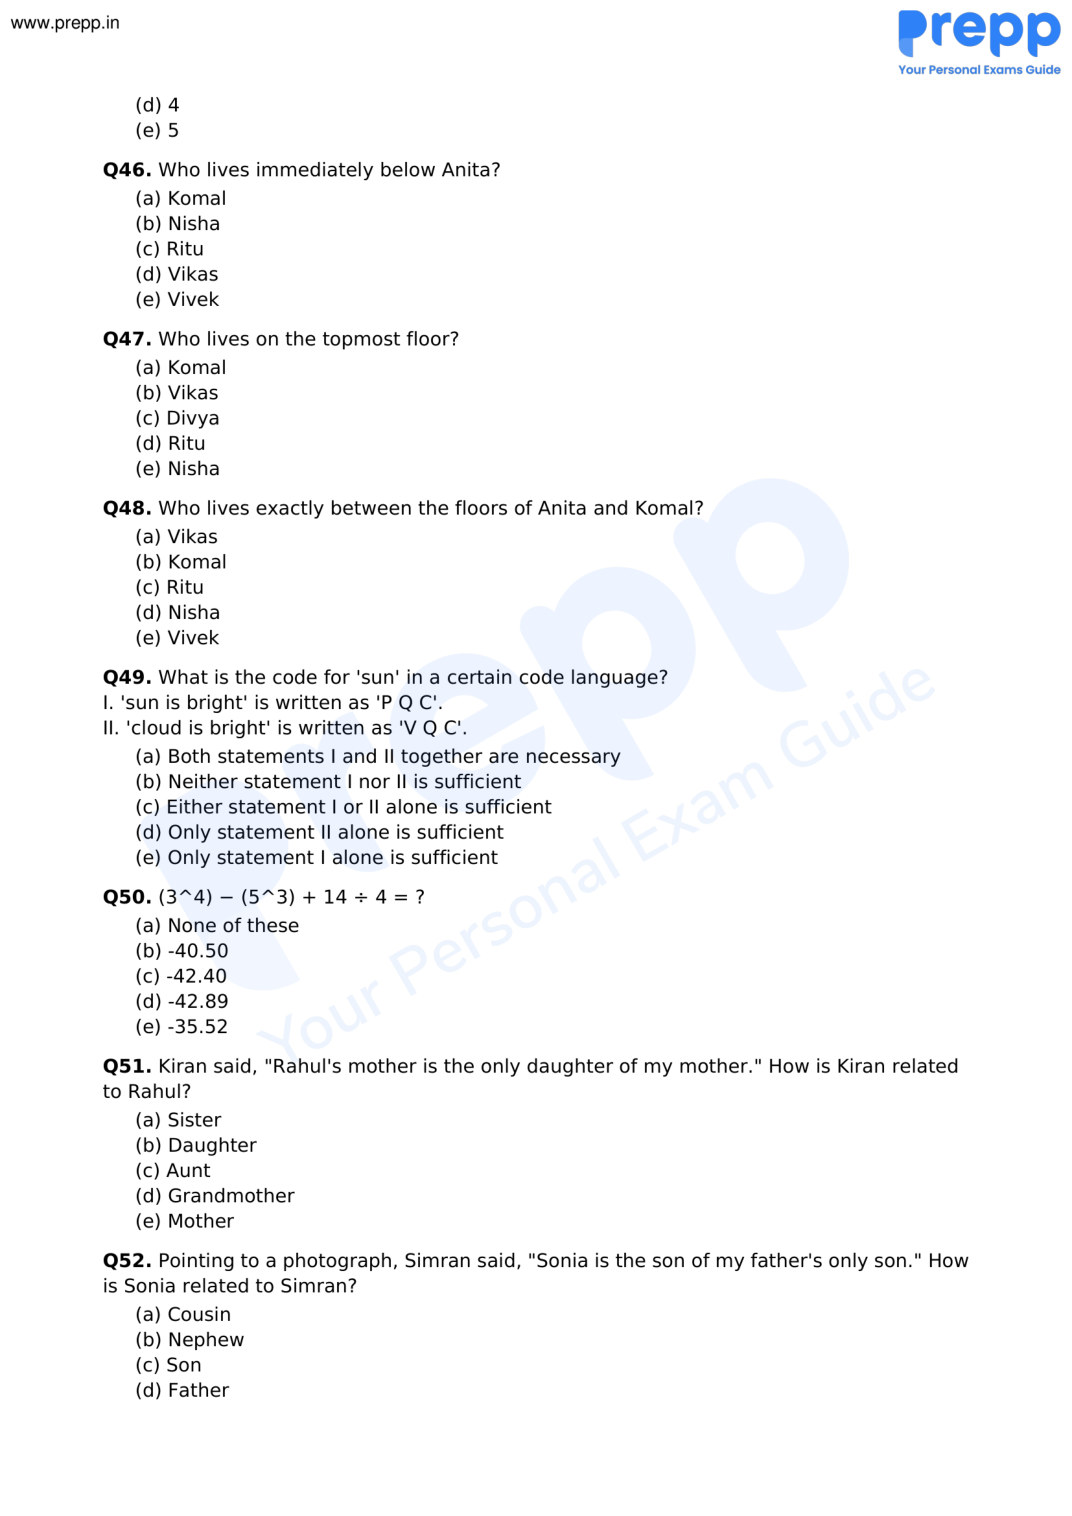 www.prepp.in
Prepp
Your Personal Exams Guide
(d) 4
(e) 5
Q46. Who lives immediately below Anita?
(a) Komal
(b) Nisha
(c) Ritu
(d) Vikas
(e) Vivek
Q47. Who lives on the topmost floor?
(a) Komal
(b) Vikas
(c) Divya
(d) Ritu
(e) Nisha
Q48. Who lives exactly between the floors of Anita and Komal?
(a) Vikas
(b) Komal
(c) Ritu
(d) Nisha
(e) Vivek
Q49. What is the code for 'sun' in a certain code language?
I. 'sun is bright' is written as 'P Q C'.
II. 'cloud is bright' is written as 'V Q C'.
(a) Both statements I and II together are necessary
(b) Neither statement I nor II is sufficient
(c) Either statement I or II alone is sufficient
(d) Only statement II alone is sufficient
(e) Only statement I alone is sufficient
Q50. (3^4) − (5^3) + 14 ÷ 4 = ?
(a) None of these
(b) -40.50
(c) -42.40
(d) -42.89
(e) -35.52
Q51. Kiran said, "Rahul's mother is the only daughter of my mother." How is Kiran related
to Rahul?
(a) Sister
(b) Daughter
(c) Aunt
(d) Grandmother
(e) Mother
Q52. Pointing to a photograph, Simran said, "Sonia is the son of my father's only son." How
is Sonia related to Simran?
(a) Cousin
(b) Nephew
(c) Son
(d) Father
prepp
Your Personal Exam Guide